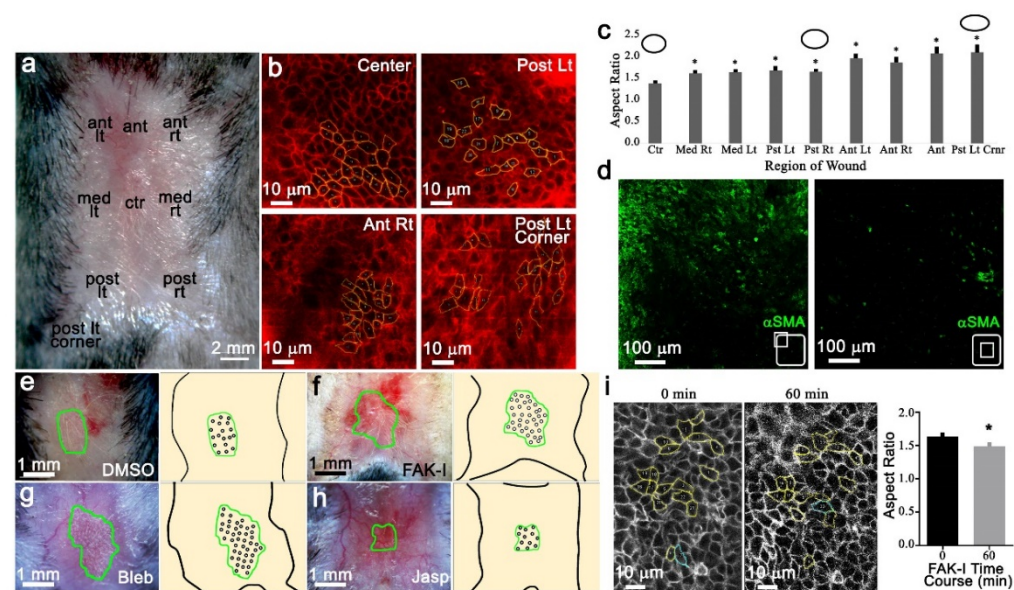 a
ant
lt
ant
ant
rt
med
lt
ctr
med
rt
post
lt
post
rt
post lt
corner
2 mm
b
Center
10 μm
Post Lt
10 μm
Ant Rt
10 μm
Post Lt
Corner
10 μm
c
Aspect Ratio
2.5
2.0
1.5
1.0
0.5
0.0
* * * * * * * *
Ctr Med Rt Med Lt Pst Lt Pst Rt Ant Lt Ant Rt Ant Pst Lt Crnr
Region of Wound
d
αSMA
100 μm
αSMA
100 μm
e
1 mm
DMSO
f
1 mm
FAK-I
g
1 mm
Bleb
h
1 mm
Jasp
i
0 min
10 μm
60 min
10 μm
Aspect Ratio
2.0
1.5
1.0
0.5
0.0
*
0 60
FAK-I Time
Course (min)